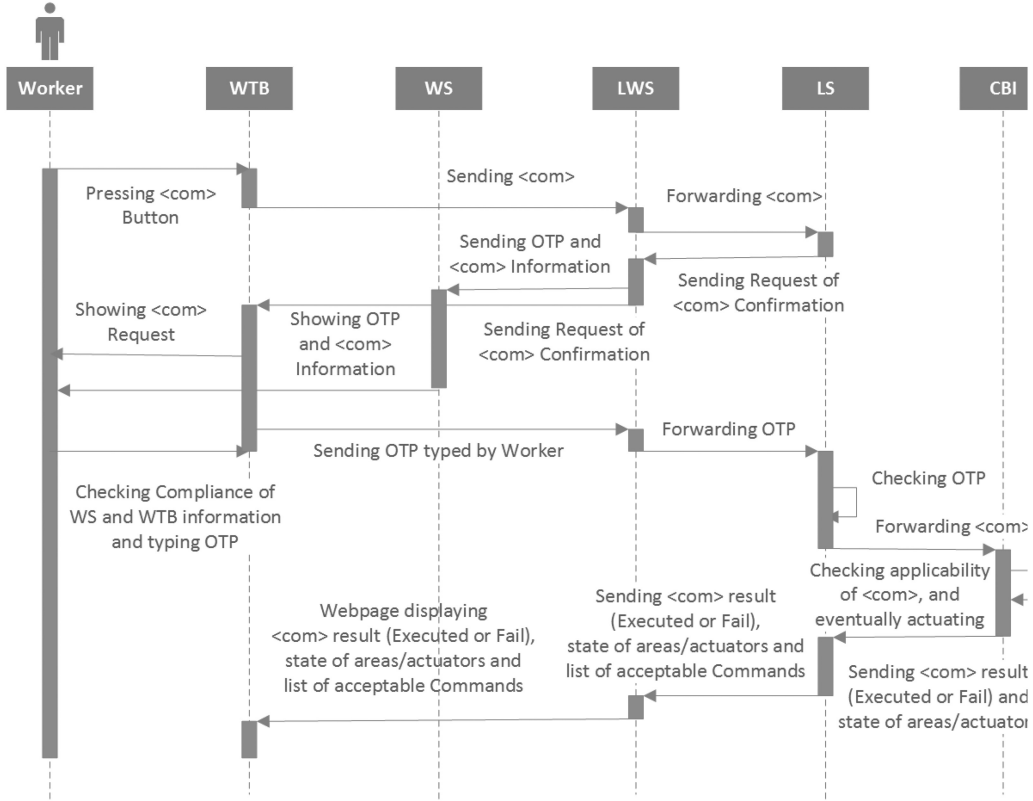 Worker
WTB
WS
LWS
LS
CBI
Pressing <com>
Button
Sending <com>
Forwarding <com>
Sending OTP and
<com> Information
Sending Request of
<com> Confirmation
Showing <com>
Request
Showing OTP
and <com>
Information
Sending Request of
<com> Confirmation
Sending OTP typed by Worker
Forwarding OTP
Checking OTP
Checking Compliance of
WS and WTB information
and typing OTP
Forwarding <com>
Checking applicability
of <com>, and
eventually actuating
Sending <com> result
(Executed or Fail),
state of areas/actuators and
list of acceptable Commands
Webpage displaying
<com> result (Executed or Fail),
state of areas/actuators and
list of acceptable Commands
Sending <com> result
(Executed or Fail) and
state of areas/actuator